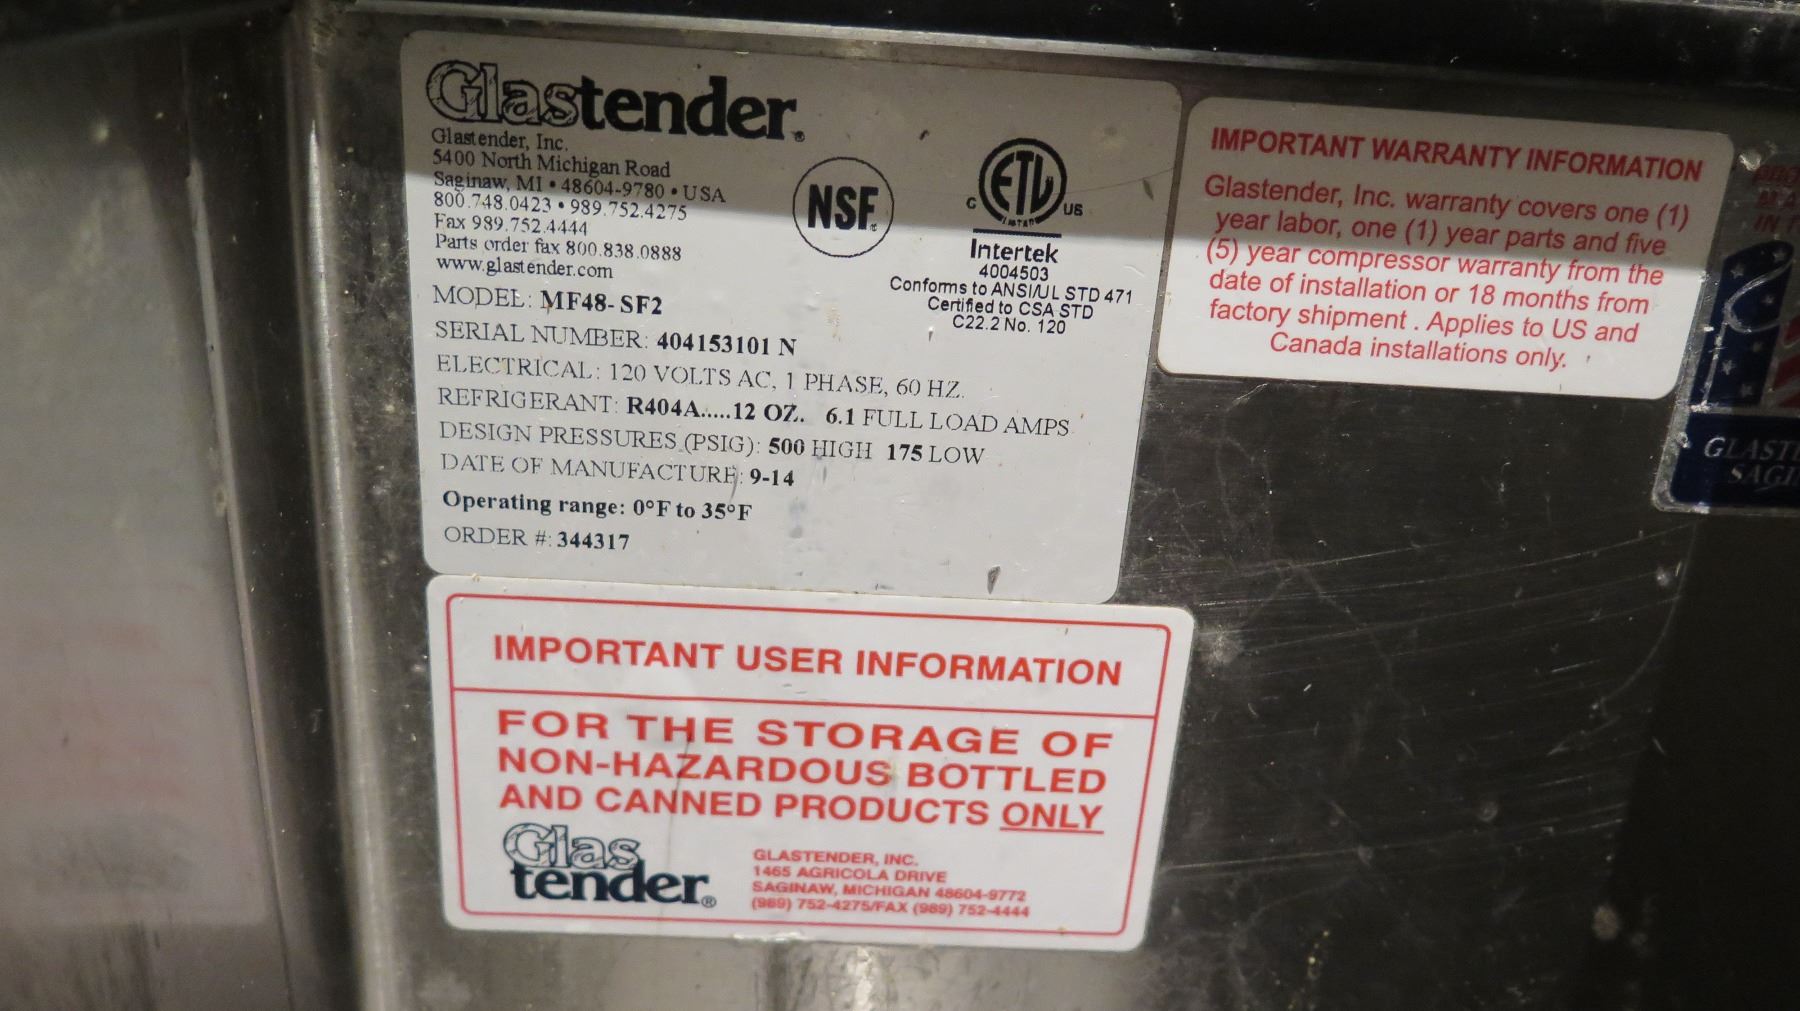 Glastender®
Glastender, Inc.
5400 North Michigan Road
Saginaw, MI • 48604-9780 • USA
800.748.0423 • 989.752.4275
Fax 989.752.4444
Parts order fax 800.838.0888
www.glastender.com
NSF
C ETL US
LISTED
Intertek
4004503
Conforms to ANSI/UL STD 471
Certified to CSA STD
C22.2 No. 120
MODEL: MF48-SF2
SERIAL NUMBER: 404153101 N
ELECTRICAL: 120 VOLTS AC, 1 PHASE, 60 HZ.
REFRIGERANT: R404A.....12 OZ. 6.1 FULL LOAD AMPS
DESIGN PRESSURES (PSIG): 500 HIGH 175 LOW
DATE OF MANUFACTURE: 9-14
Operating range: 0°F to 35°F
ORDER #: 344317
IMPORTANT WARRANTY INFORMATION
Glastender, Inc. warranty covers one (1)
year labor, one (1) year parts and five
(5) year compressor warranty from the
date of installation or 18 months from
factory shipment . Applies to US and
Canada installations only.
IMPORTANT USER INFORMATION
FOR THE STORAGE OF
NON-HAZARDOUS BOTTLED
AND CANNED PRODUCTS ONLY
Glas
tender®
GLASTENDER, INC.
1465 AGRICOLA DRIVE
SAGINAW, MICHIGAN 48604-9772
(989) 752-4275/FAX (989) 752-4444